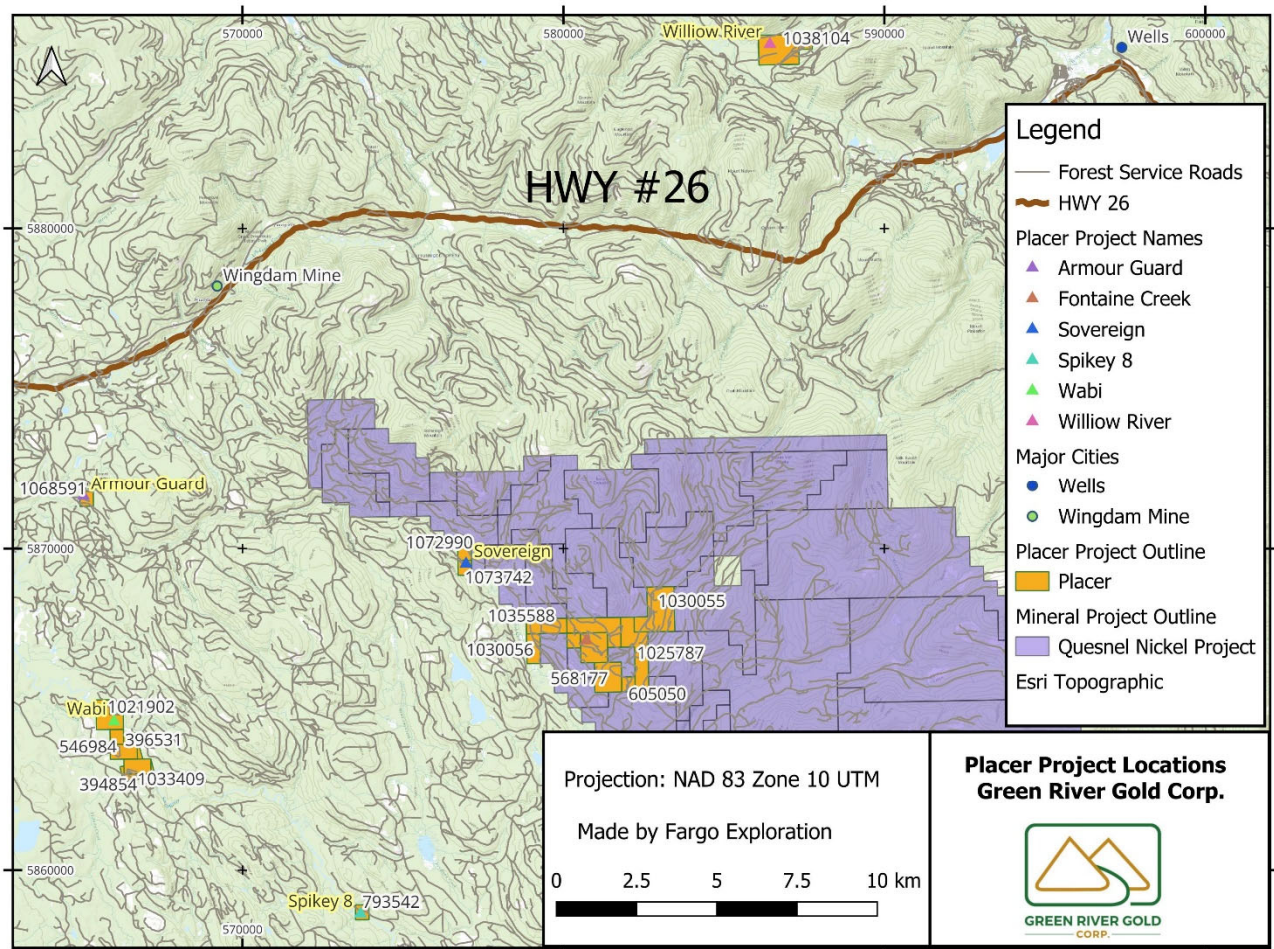 570000
580000
590000
600000
Williow River
1038104
Wells
HWY #26
5880000
Wingdam Mine
1068591
Armour Guard
5870000
1072990
Sovereign
1073742
1035588
1030055
1030056
1025787
568177
605050
Wabi
1021902
546984
396531
394854
1033409
5860000
Spikey 8
793542
570000
Legend
Forest Service Roads
HWY 26
Placer Project Names
Armour Guard
Fontaine Creek
Sovereign
Spikey 8
Wabi
Williow River
Major Cities
Wells
Wingdam Mine
Placer Project Outline
Placer
Mineral Project Outline
Quesnel Nickel Project
Esri Topographic
Projection: NAD 83 Zone 10 UTM
Made by Fargo Exploration
0 2.5 5 7.5 10 km
Placer Project Locations
Green River Gold Corp.
GREEN RIVER GOLD
CORP.